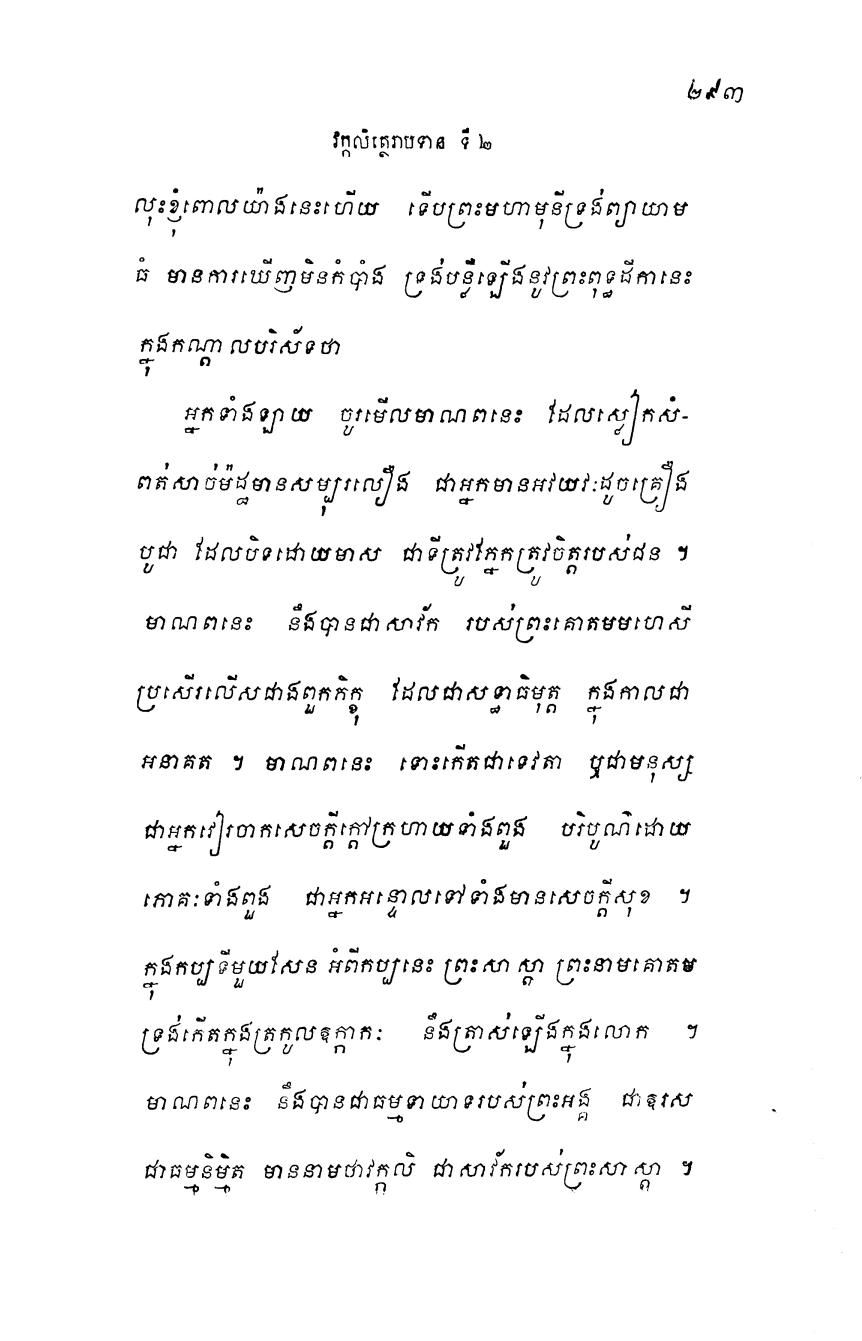 ២៩៣
វក្កលិត្ថេរាបទាន ទី ២
លុះខ្ញុំពោលយ៉ាងនេះហើយ ទើបព្រះមហាមុនីទ្រង់ព្យាយាម
ធំ មានការឃើញមិនកំបាំង ទ្រង់បន្លឺឡើងនូវព្រះពុទ្ធដីកានេះ
ក្នុងកណ្តាលបរិស័ទថា
អ្នកទាំងឡាយ ចូរមើលមាណពនេះ ដែលស្លៀកសំ-
ពត់សាច់ម៉ដ្ឋមានសម្បុរលឿង ជាអ្នកមានអវយវៈដូចគ្រឿង
បូជា ដែលបិទដោយមាស ជាទីត្រូវភ្នែកត្រូវចិត្តរបស់ជន ។
មាណពនេះ នឹងបានជាសាវ័ក របស់ព្រះគោតមមហេសី
ប្រសើរលើសជាងពួកភិក្ខុ ដែលជាសទ្ធាធិមុត្ត ក្នុងកាលជា
អនាគត ។ មាណពនេះ ទោះកើតជាទេវតា ឬជាមនុស្ស
ជាអ្នកវៀរចាកសេចក្តីក្តៅក្រហាយទាំងពួង បរិបូណ៌ដោយ
ភោគៈទាំងពួង ជាអ្នកអន្ទោលទៅទាំងមានសេចក្តីសុខ ។
ក្នុងកប្បទីមួយសែន អំពីកប្បនេះ ព្រះសាស្តា ព្រះនាមគោតម
ទ្រង់កើតក្នុងត្រកូលឧក្កាកៈ នឹងត្រាស់ឡើងក្នុងលោក ។
មាណពនេះ នឹងបានជាធម្មទាយាទរបស់ព្រះអង្គ ជាឱរស
ជាធម្មនិម្មិត មាននាមថាវក្កលិ ជាសាវ័ករបស់ព្រះសាស្តា ។